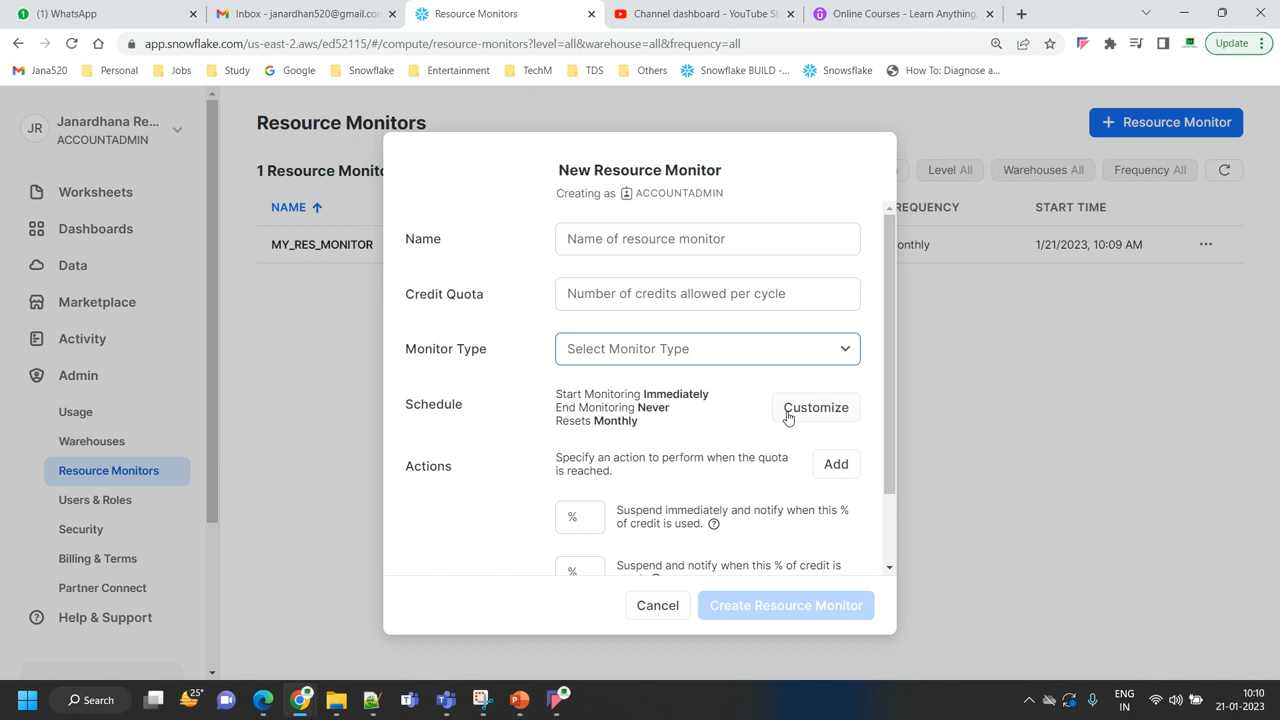 (1) WhatsApp
Inbox - janardhan520@gmail.con
Resource Monitors
Channel dashboard - YouTube St
Online Courses - Learn Anything,
app.snowflake.com/us-east-2.aws/ed52115/#/compute/resource-monitors?level=all&warehouse=all&frequency=all
Update
Jana520
Personal
Jobs
Study
Google
Snowflake
Entertainment
TechM
TDS
Others
Snowflake BUILD -...
Snowsflake
How To: Diagnose a...
JR
Janardhana Re...
ACCOUNTADMIN
Worksheets
Dashboards
Data
Marketplace
Activity
Admin
Usage
Warehouses
Resource Monitors
Users & Roles
Security
Billing & Terms
Partner Connect
Help & Support
Resource Monitors
+ Resource Monitor
1 Resource Monito
Level All
Warehouses All
Frequency All
NAME
REQUENCY
START TIME
MY_RES_MONITOR
onthly
1/21/2023, 10:09 AM
...
New Resource Monitor
Creating as ACCOUNTADMIN
Name
Name of resource monitor
Credit Quota
Number of credits allowed per cycle
Monitor Type
Select Monitor Type
Schedule
Start Monitoring Immediately
End Monitoring Never
Resets Monthly
Customize
Actions
Specify an action to perform when the quota
is reached.
Add
%
Suspend immediately and notify when this %
of credit is used.
%
Suspend and notify when this % of credit is
Cancel
Create Resource Monitor
Search
25°
ENG
IN
10:10
21-01-2023